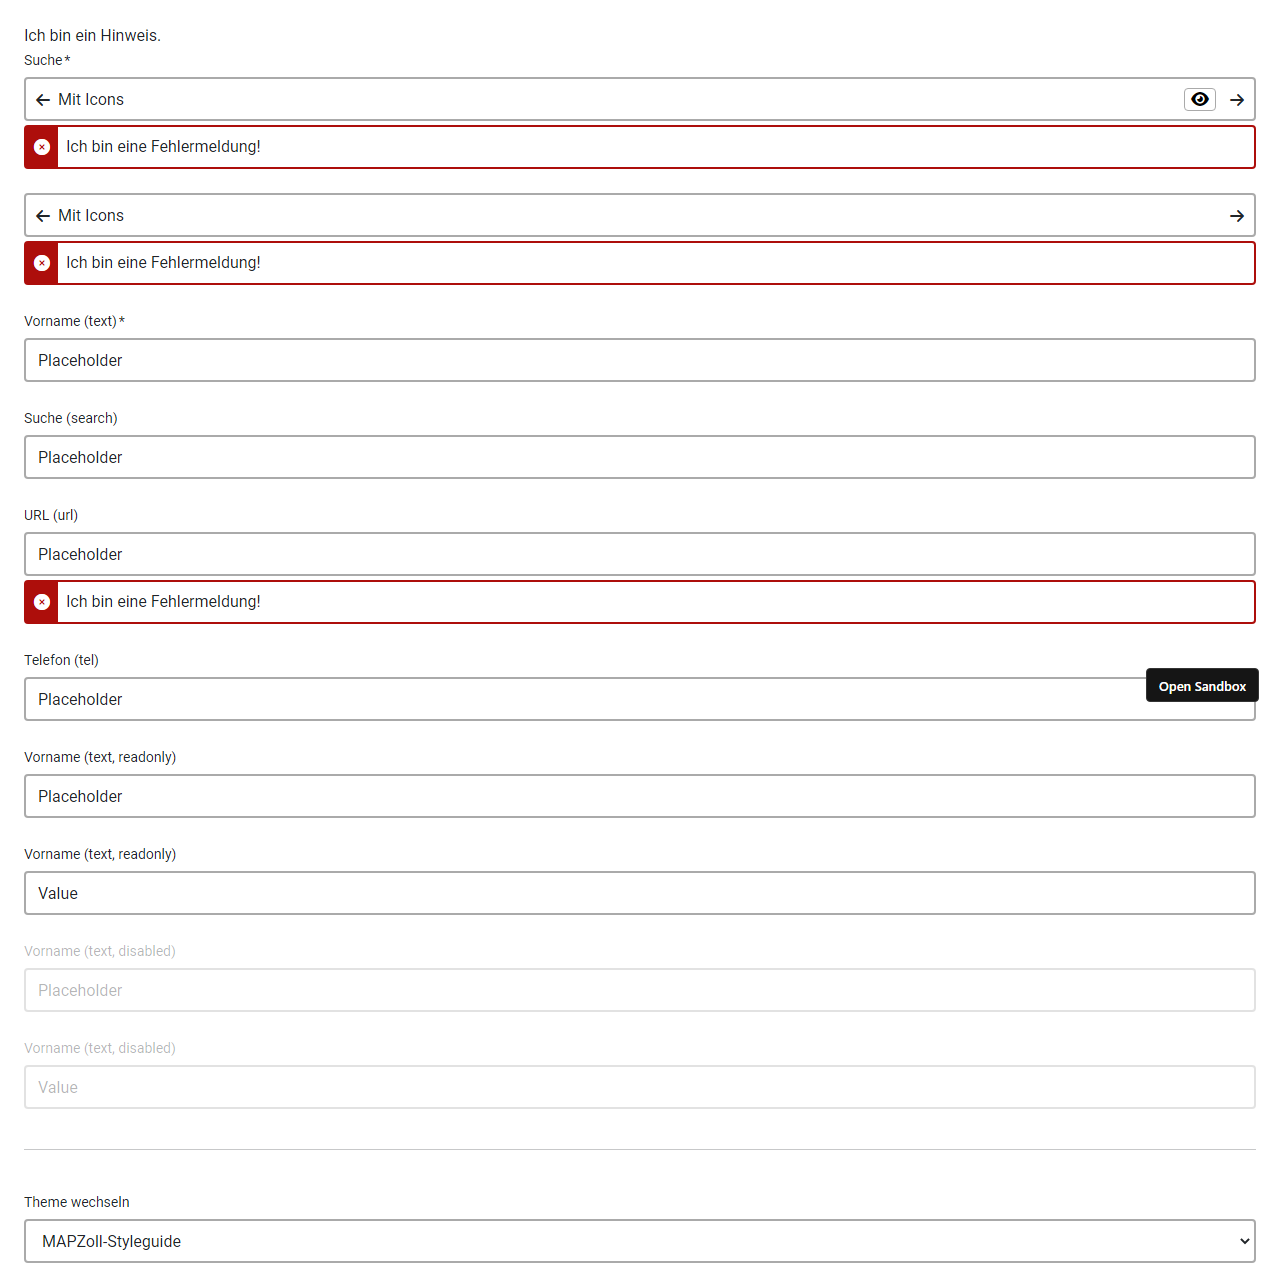 Ich bin ein Hinweis.
Suche*
Mit Icons
Ich bin eine Fehlermeldung!
Mit Icons
Ich bin eine Fehlermeldung!
Vorname (text)*
Placeholder
Suche (search)
Placeholder
URL (url)
Placeholder
Ich bin eine Fehlermeldung!
Telefon (tel)
Placeholder
Open Sandbox
Vorname (text, readonly)
Placeholder
Vorname (text, readonly)
Value
Vorname (text, disabled)
Placeholder
Vorname (text, disabled)
Value
Theme wechseln
MAPZoll-Styleguide